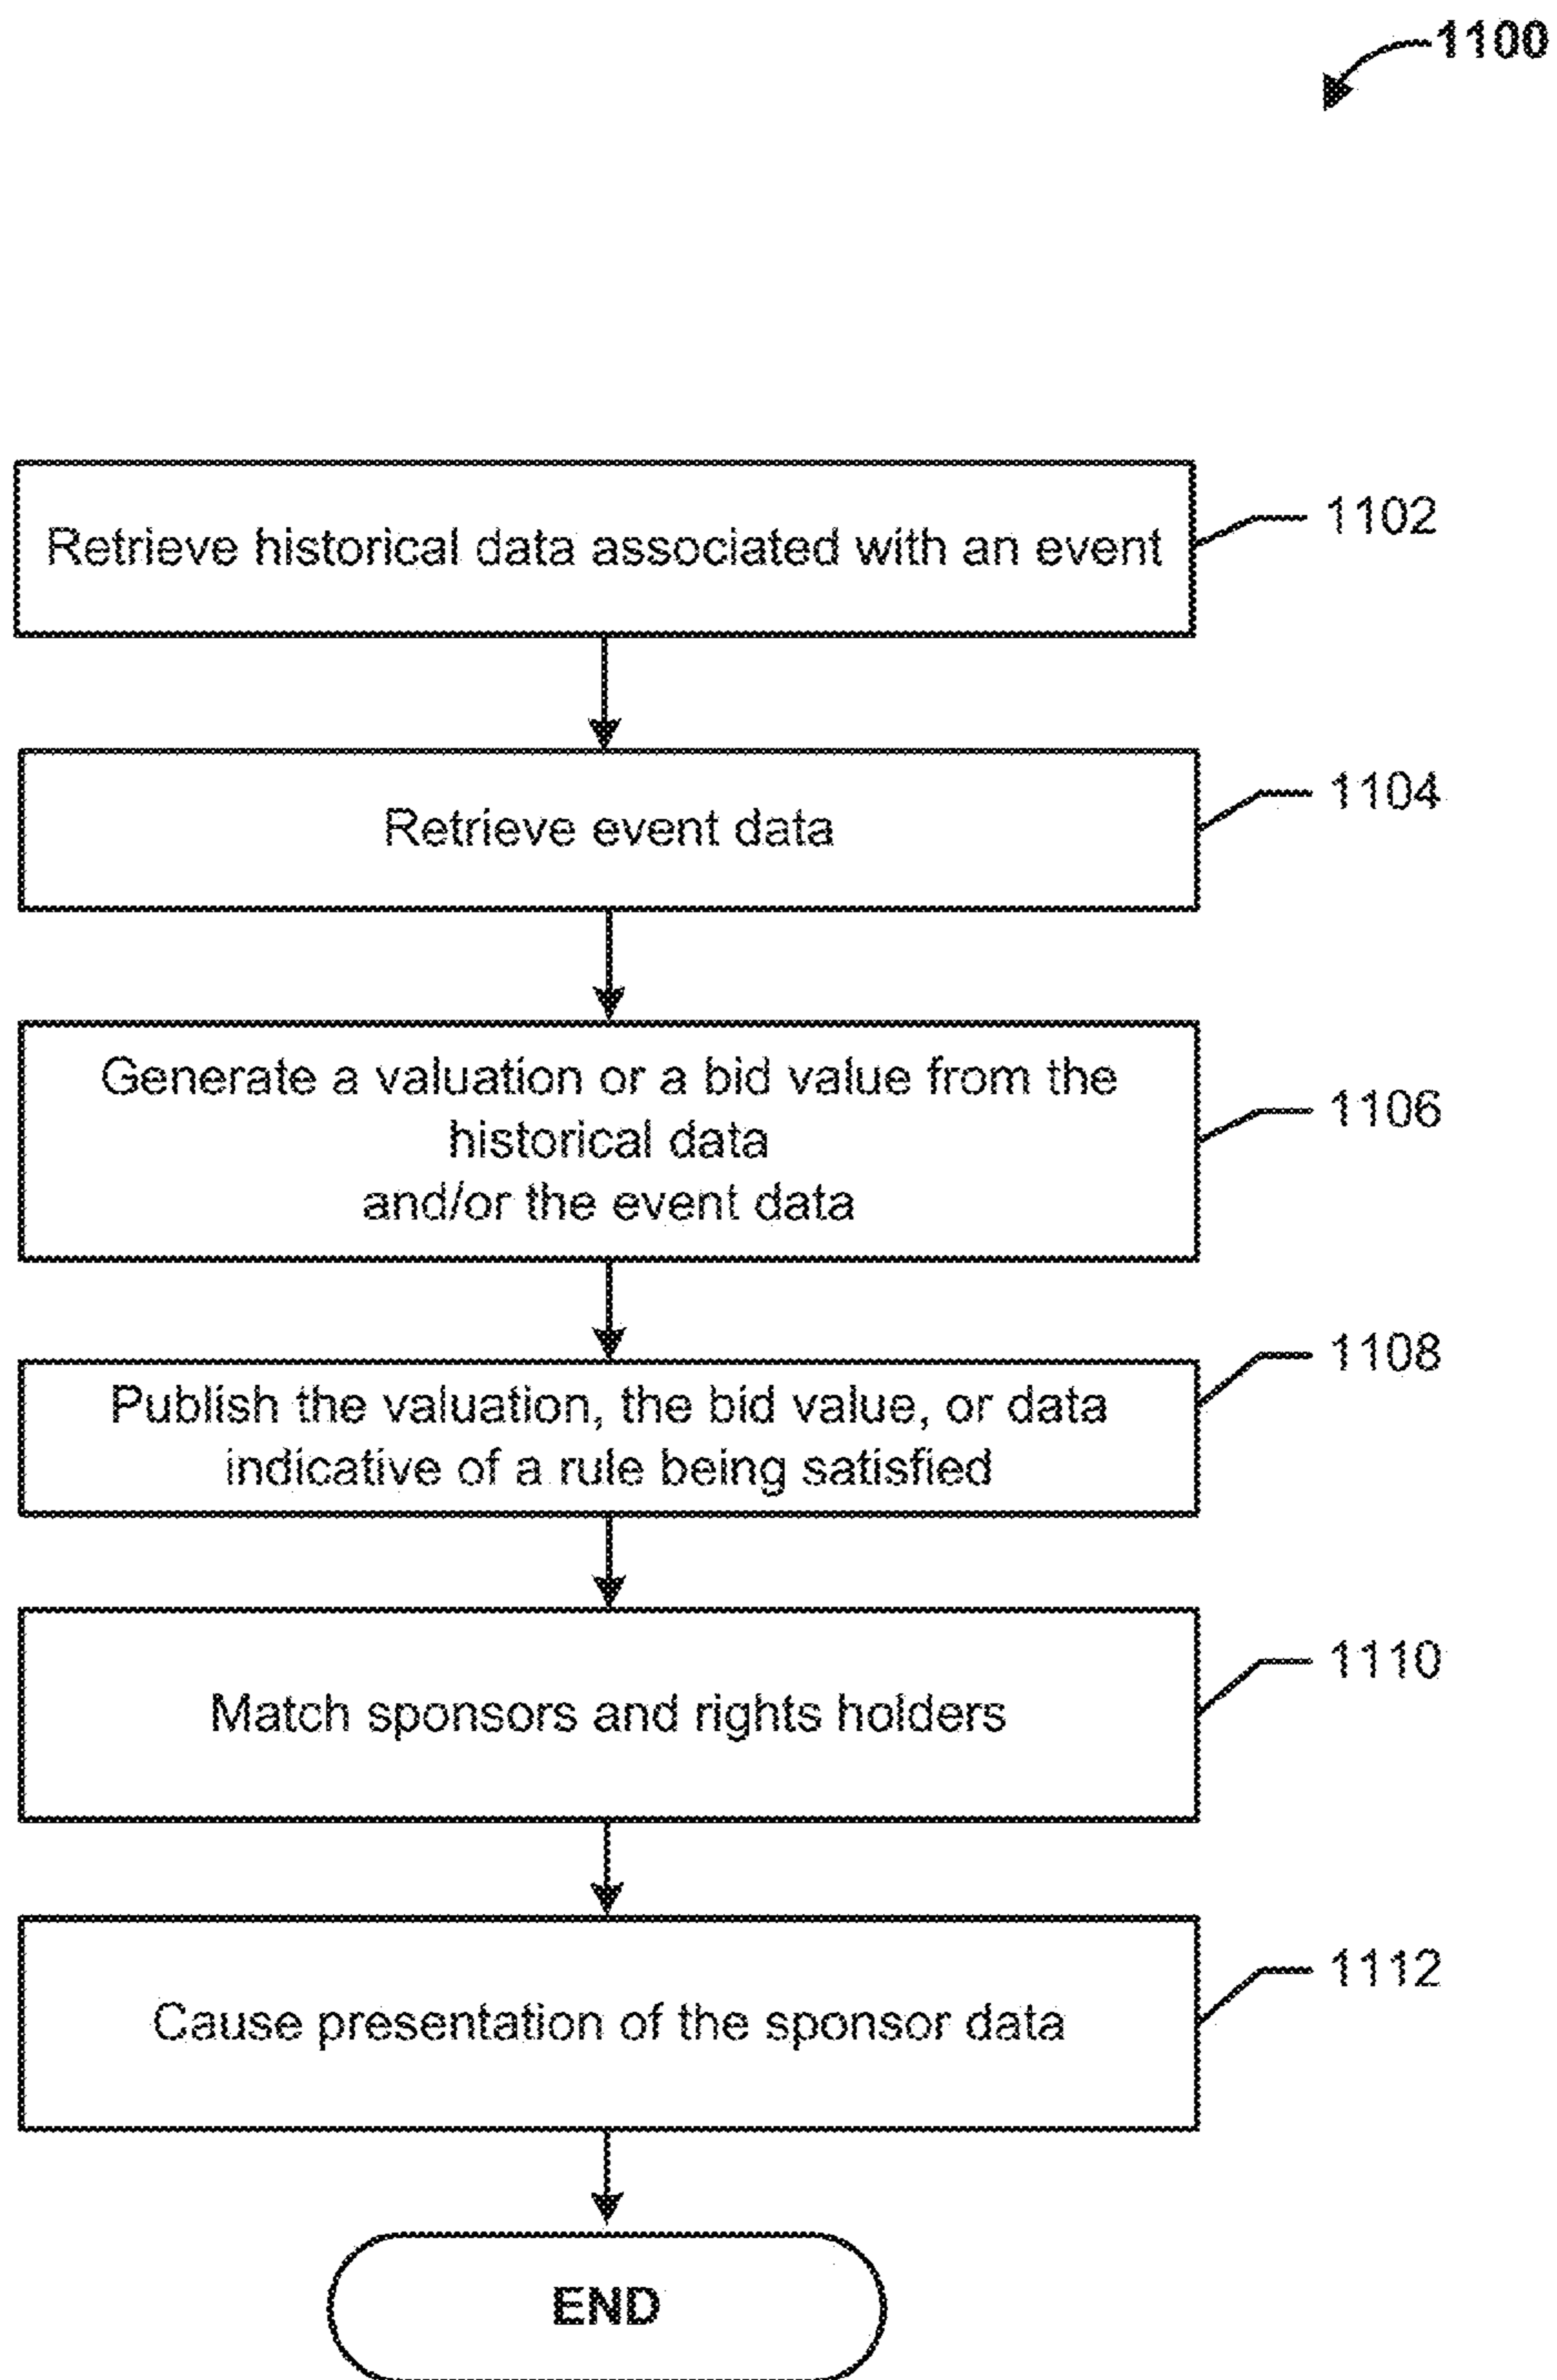 1100
Retrieve historical data associated with an event
1102
Retrieve event data
1104
Generate a valuation or a bid value from the
historical data
and/or the event data
1106
Publish the valuation, the bid value, or data
indicative of a rule being satisfied
1108
Match sponsors and rights holders
1110
Cause presentation of the sponsor data
1112
END